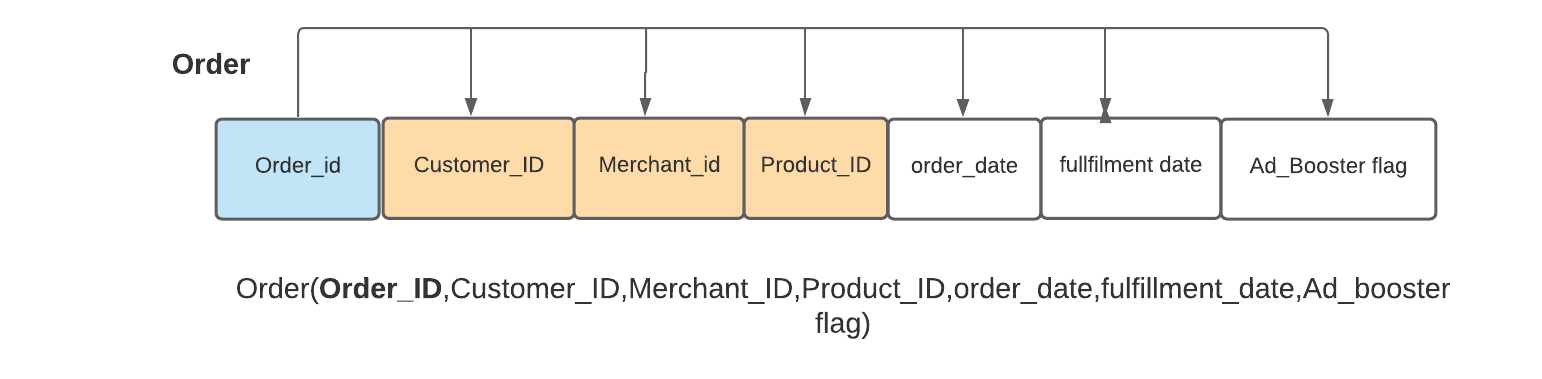 Order
Order_id
Customer_ID
Merchant_id
Product_ID
order_date
fullfilment date
Ad_Booster flag
Order(Order_ID,Customer_ID,Merchant_ID,Product_ID,order_date,fulfillment_date,Ad_booster
flag)